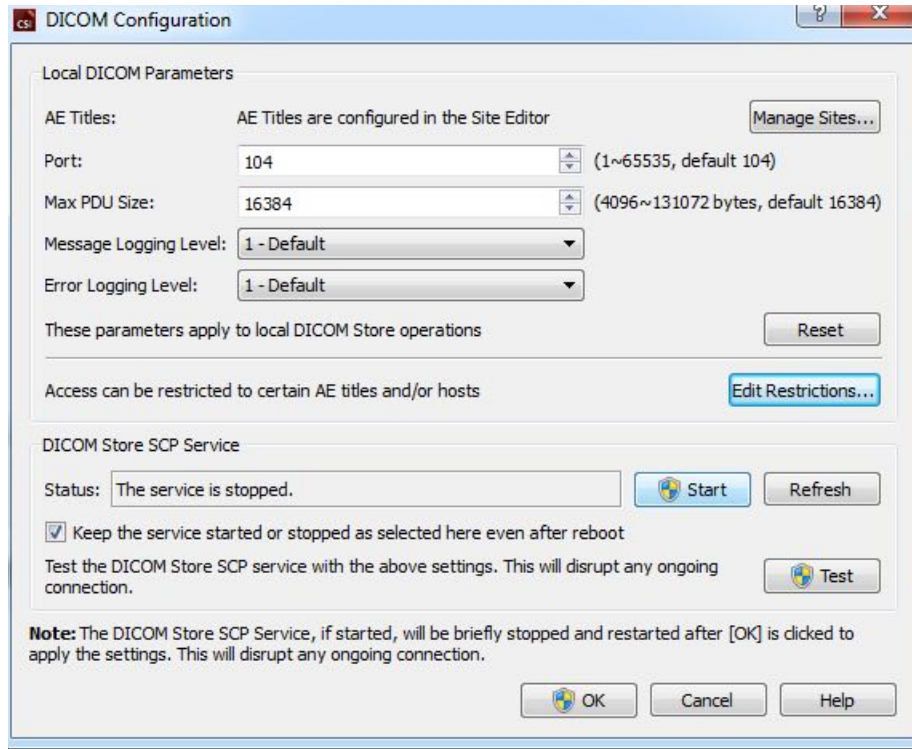 CSI DICOM Configuration
? X
Local DICOM Parameters
AE Titles: AE Titles are configured in the Site Editor Manage Sites...
Port: 104 (1~65535, default 104)
Max PDU Size: 16384 (4096~131072 bytes, default 16384)
Message Logging Level: 1 - Default
Error Logging Level: 1 - Default
These parameters apply to local DICOM Store operations Reset
Access can be restricted to certain AE titles and/or hosts Edit Restrictions...
DICOM Store SCP Service
Status: The service is stopped. Start Refresh
Keep the service started or stopped as selected here even after reboot
Test the DICOM Store SCP service with the above settings. This will disrupt any ongoing
connection.
Test
Note: The DICOM Store SCP Service, if started, will be briefly stopped and restarted after [OK] is clicked to
apply the settings. This will disrupt any ongoing connection.
OK Cancel Help